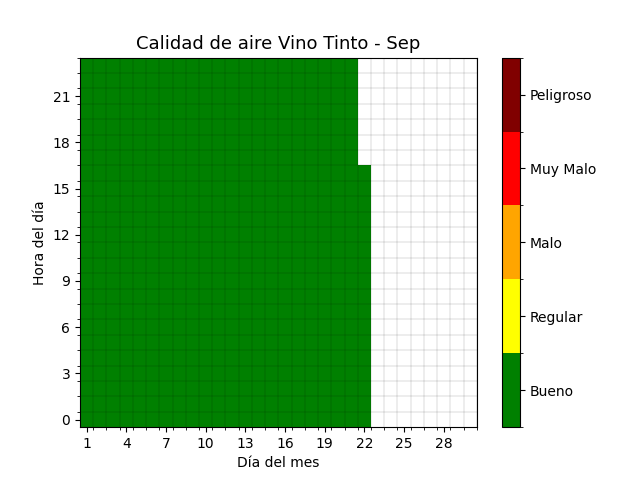 Calidad de aire Vino Tinto - Sep
Hora del día
21
18
15
12
9
6
3
0
1 4 7 10 13 16 19 22 25 28
Día del mes
Peligroso
Muy Malo
Malo
Regular
Bueno